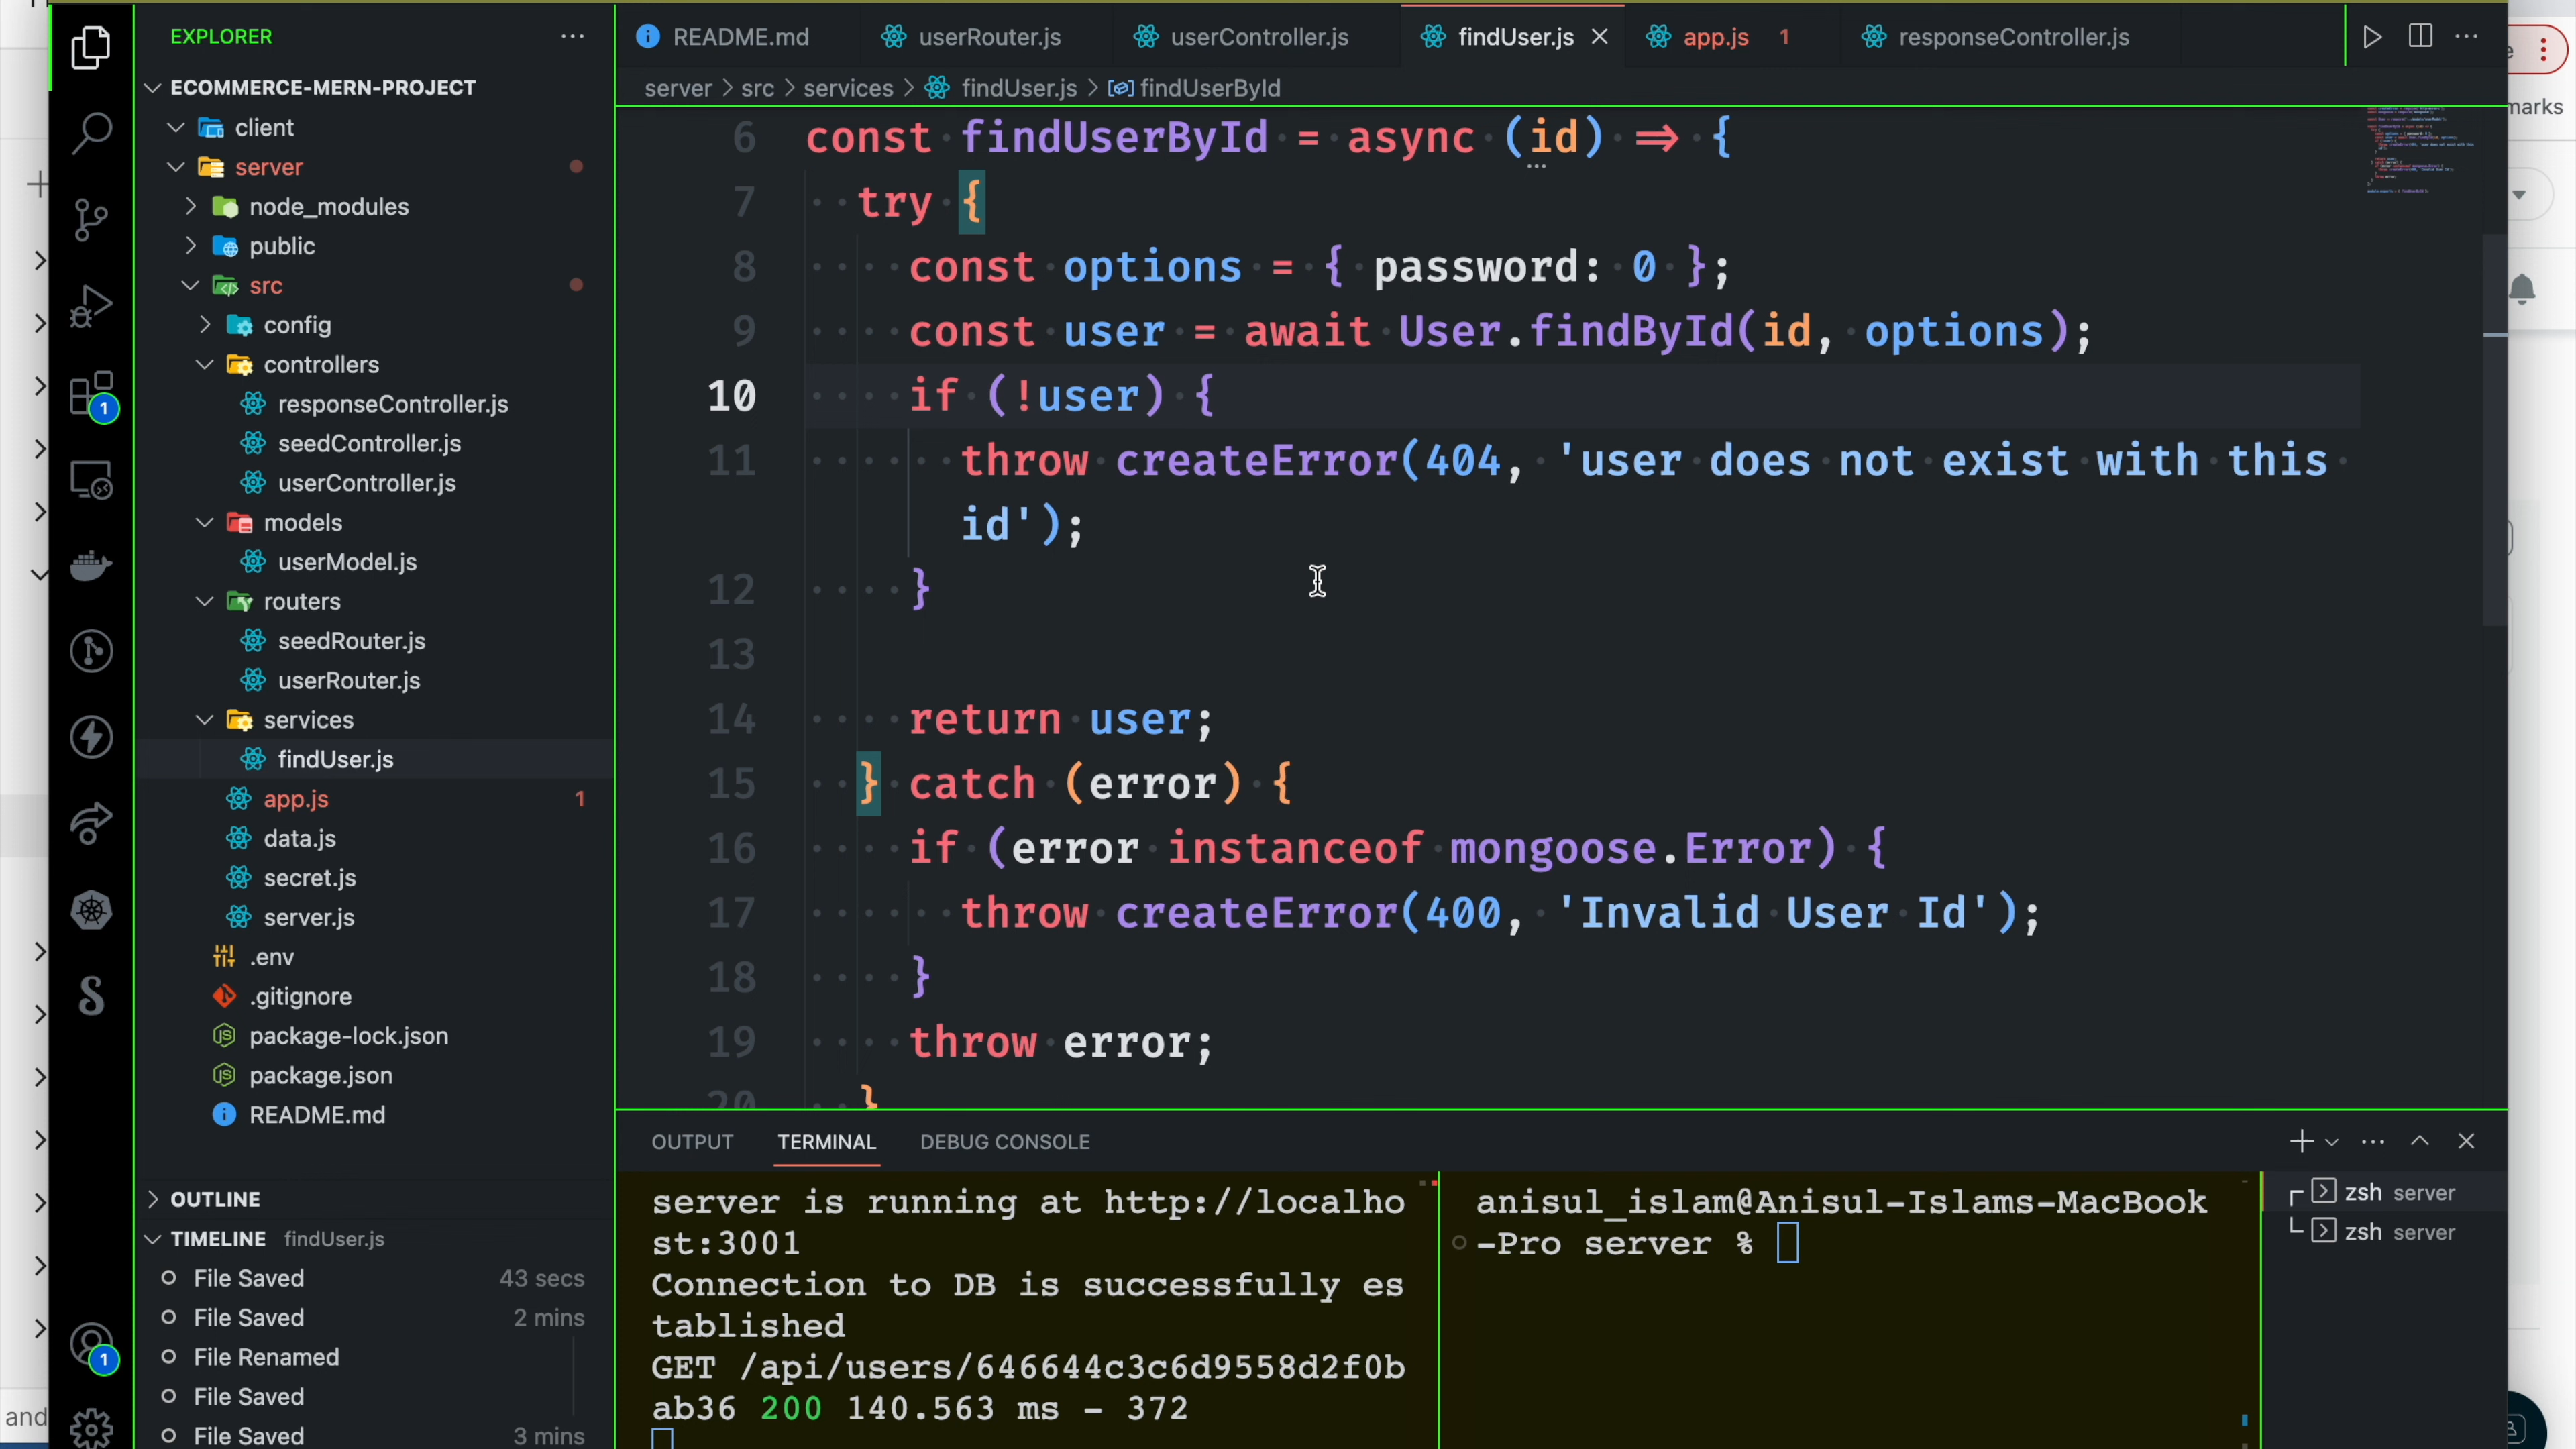 EXPLORER
README.md
userRouter.js
userController.js
findUser.js
app.js 1
responseController.js
ECOMMERCE-MERN-PROJECT
client
server
node_modules
public
src
config
controllers
responseController.js
seedController.js
userController.js
models
userModel.js
routers
seedRouter.js
userRouter.js
services
findUser.js
app.js 1
data.js
secret.js
server.js
.env
.gitignore
package-lock.json
package.json
README.md
OUTLINE
TIMELINE findUser.js
File Saved 43 secs
File Saved 2 mins
File Renamed
File Saved
File Saved 3 mins
1
1
and
server > src > services > findUser.js > findUserById
6 const findUserById = async (id) => {
7 try {
8 const options = { password: 0 };
9 const user = await User.findById(id, options);
10 if (!user) {
11 throw createError(404, 'user does not exist with this
id');
12 }
13
14 return user;
15 } catch (error) {
16 if (error instanceof mongoose.Error) {
17 throw createError(400, 'Invalid User Id');
18 }
19 throw error;
20 }
OUTPUT TERMINAL DEBUG CONSOLE
server is running at http://localho
st:3001
Connection to DB is successfully es
tablished
GET /api/users/646644c3c6d9558d2f0b
ab36 200 140.563 ms - 372
anisul_islam@Anisul-Islams-MacBook
-Pro server %
zsh server
zsh server
marks